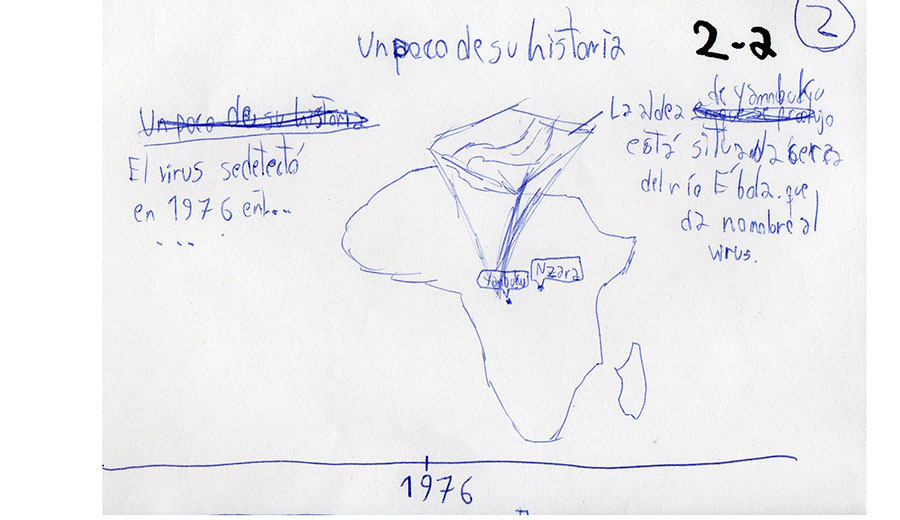 2
Un poco de su historia
2-2
Un poco de su historia
El virus se detectó
en 1976 en...
... .
La aldea de Yambuku
está situada cerca
del río Ébola. que
da nombre al
virus.
Yambuku
Nzara
1976